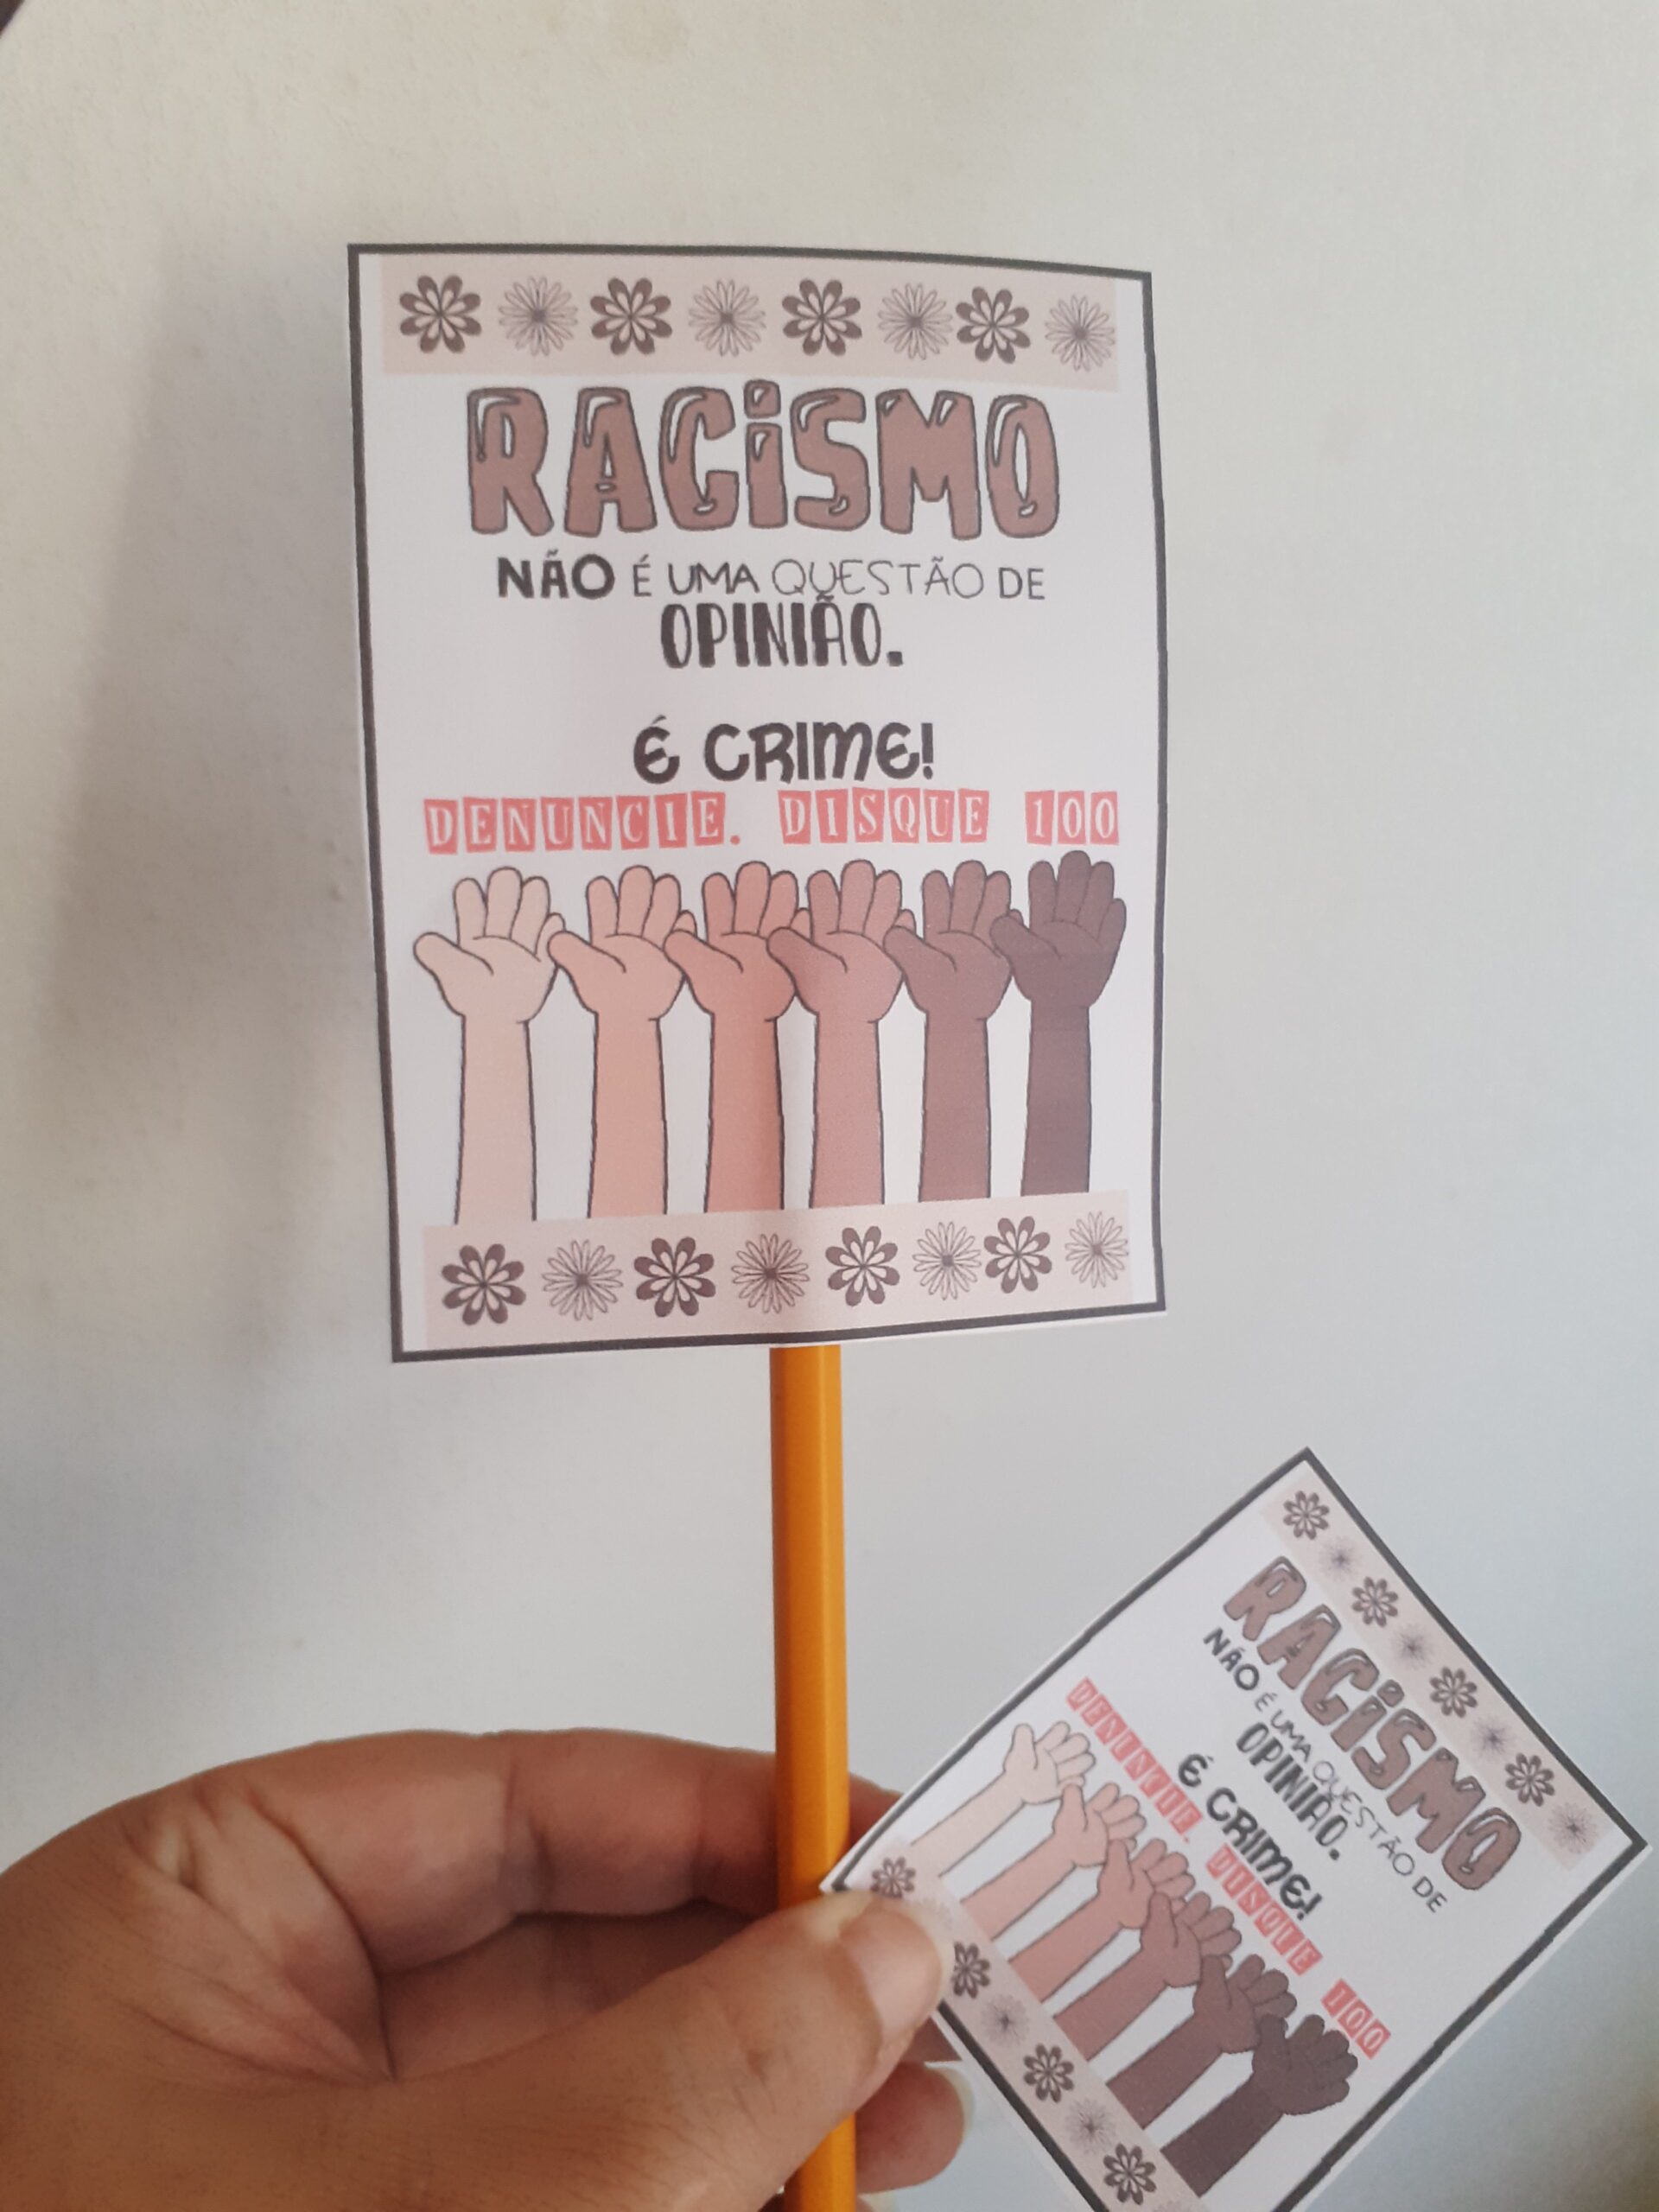 RACiSMO
NÃO É UMA QUESTÃO DE
OPINIÃO.
É CRIME!
DENUNCIE. DISQUE 100
RACiSMO
NÃO É UMA QUESTÃO DE
OPINIÃO.
É CRIME!
DENUNCIE. DISQUE 100